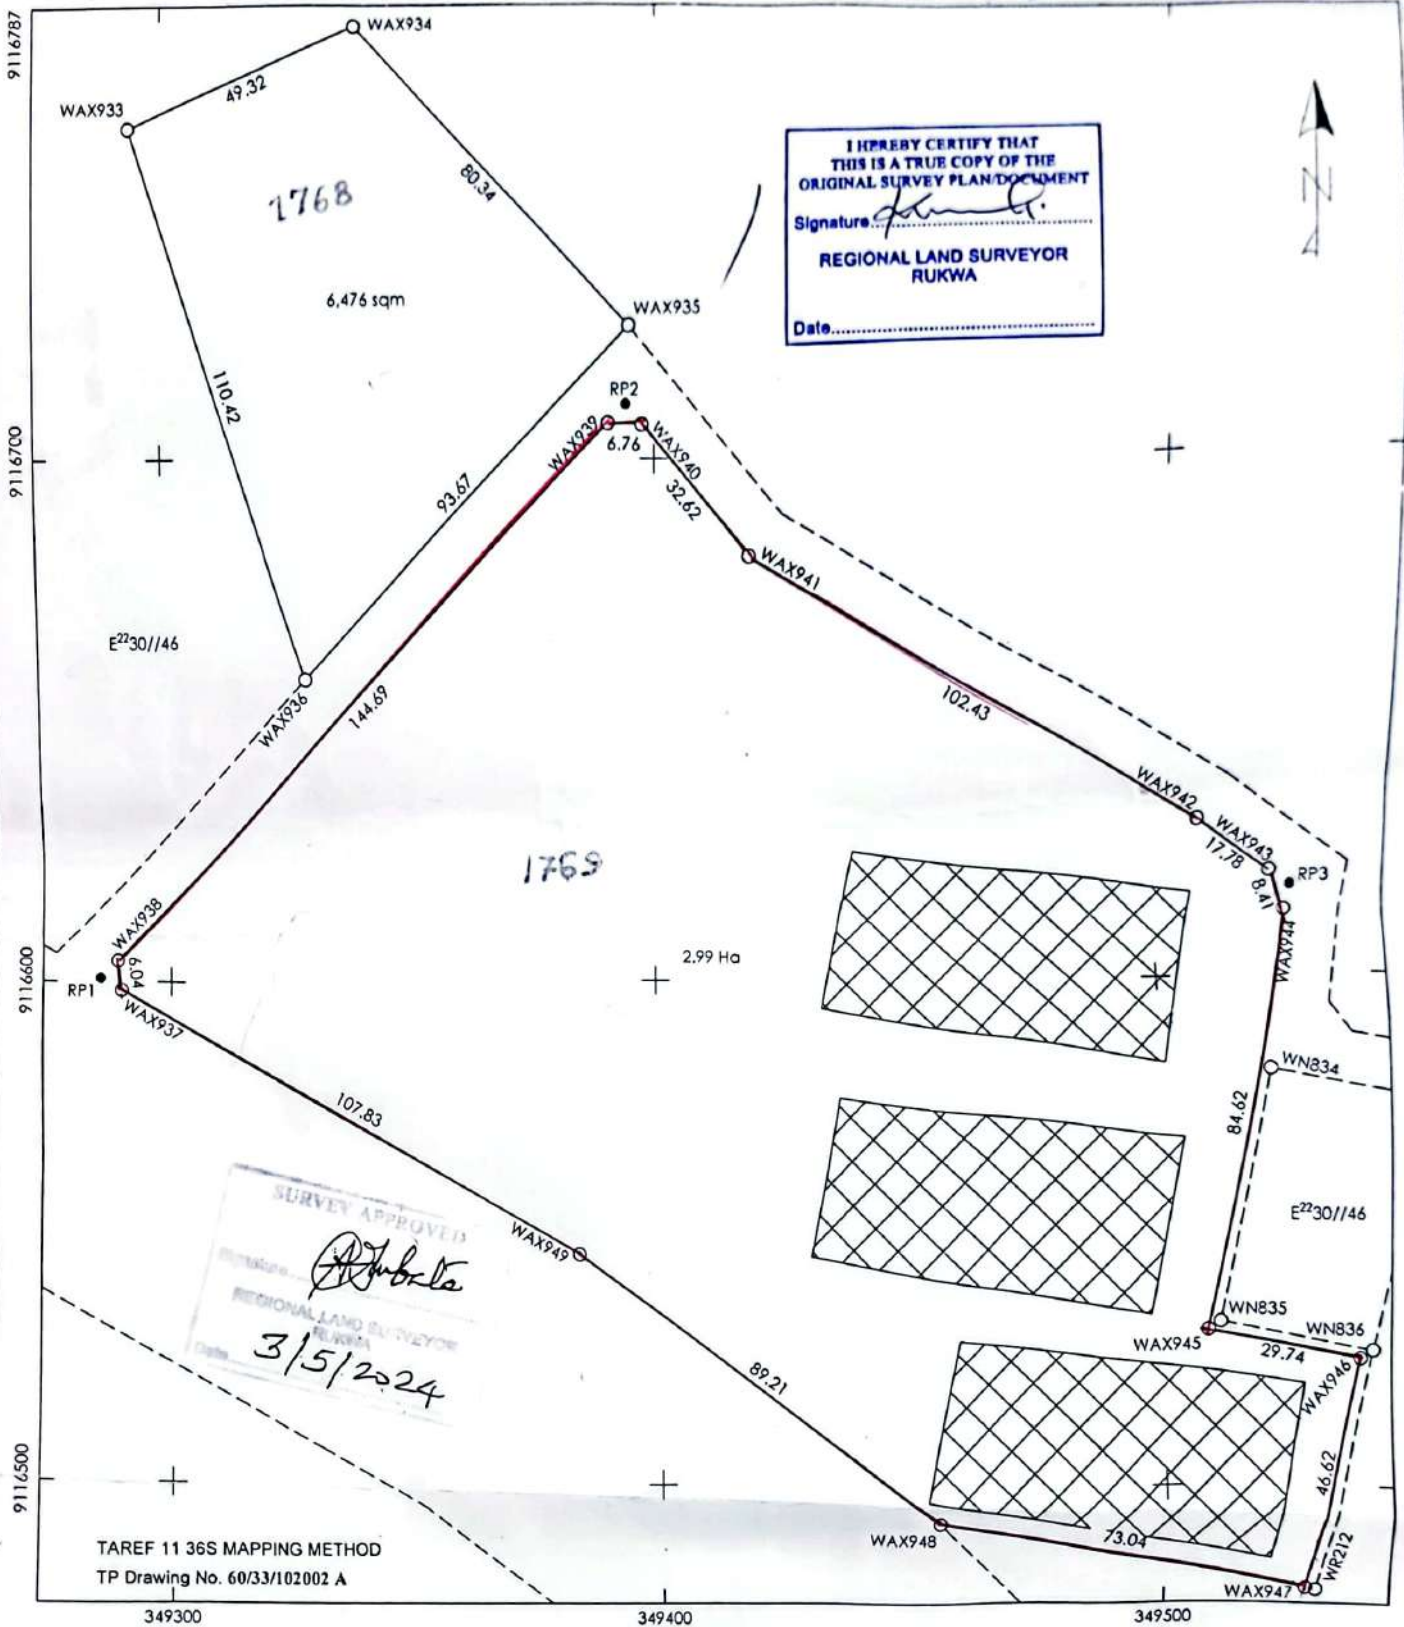 9116787
WAX934
WAX933
49.32
80.34
1768
6,476 sqm
110.42
WAX935
I HEREBY CERTIFY THAT
THIS IS A TRUE COPY OF THE
ORIGINAL SURVEY PLAN/DOCUMENT
Signature
REGIONAL LAND SURVEYOR
RUKWA
Date
N
RP2
WAX939
6.76
WAX940
32.62
9116700
93.67
WAX941
E²²30//46
WAX936
144.69
102.43
WAX942
WAX943
17.78
8.41
RP3
WAX944
1769
2.99 Ha
WAX938
6.04
RP1
WAX937
9116600
WN834
107.83
84.62
E²²30//46
SURVEY APPROVED
Signature
REGIONAL LAND SURVEYOR
RUKWA
Date 3/5/2024
WAX949
WN835
WN836
WAX945
29.74
WAX946
89.21
46.62
9116500
WAX948
73.04
WR212
WAX947
TAREF 11 36S MAPPING METHOD
TP Drawing No. 60/33/102002 A
349300
349400
349500